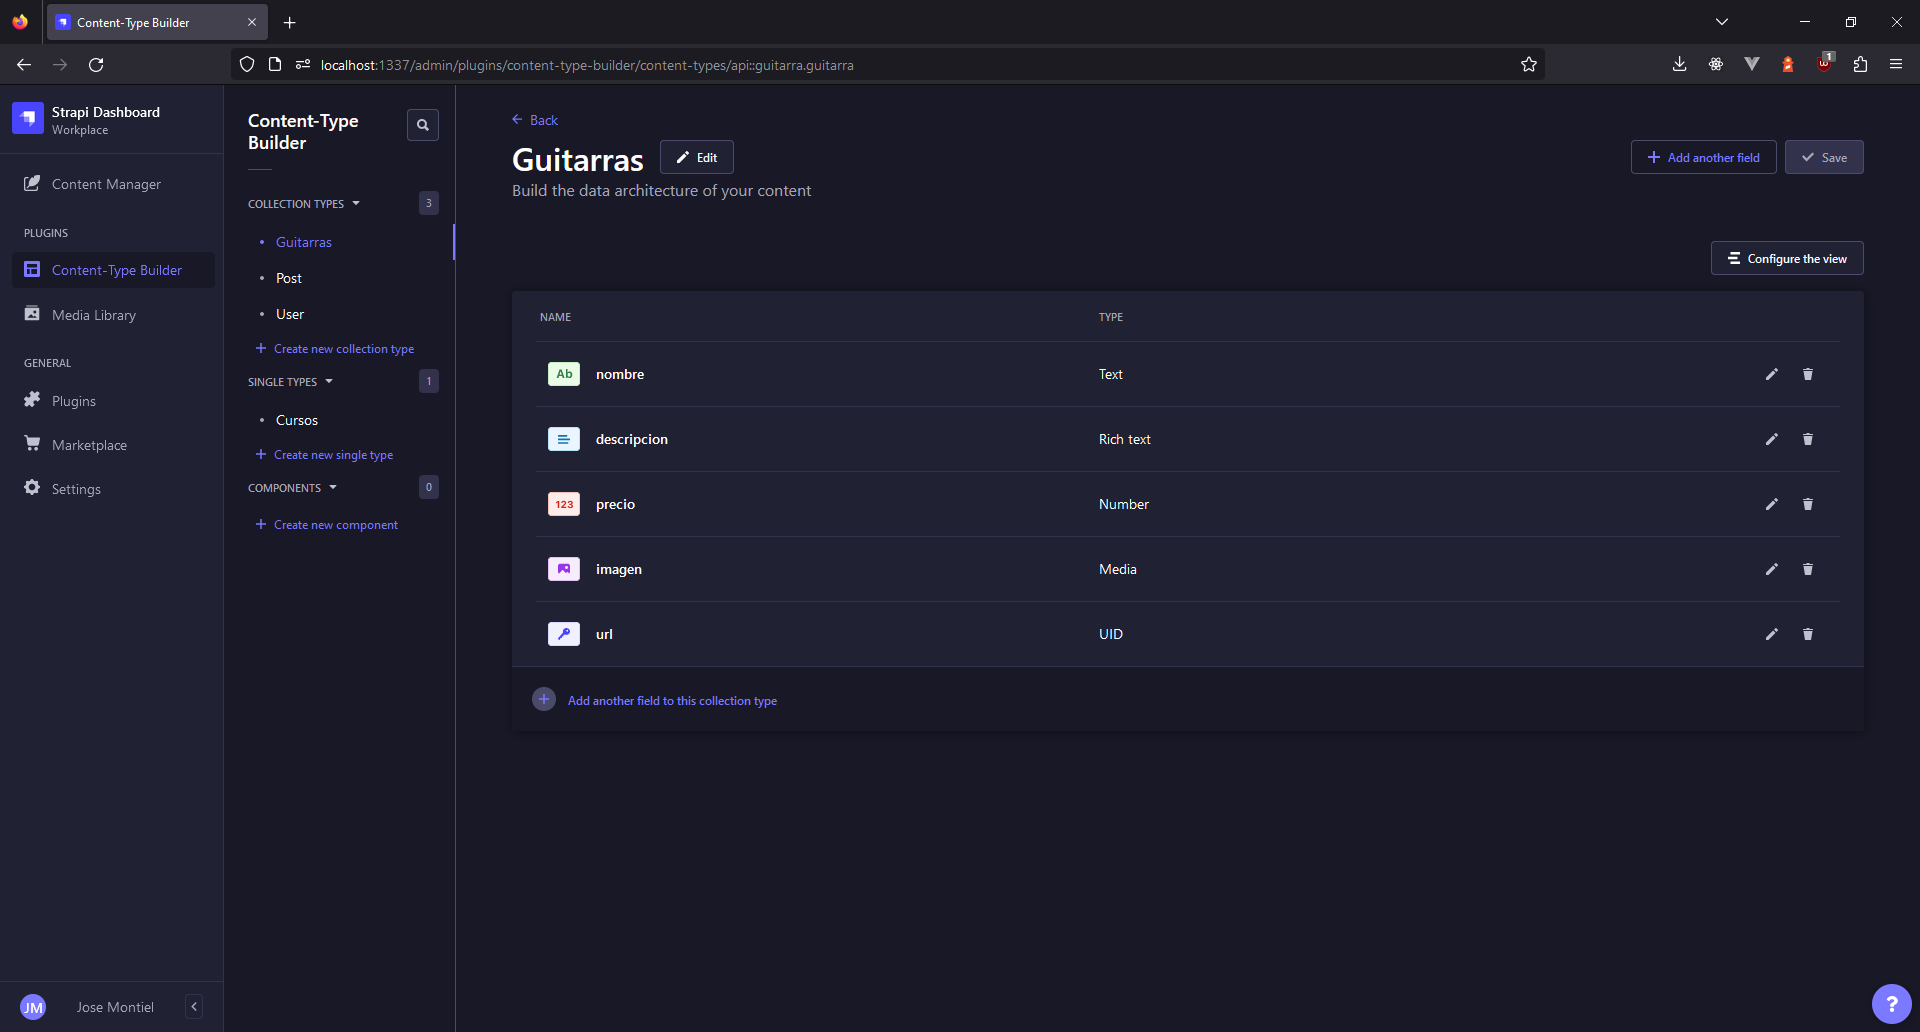 Content-Type Builder
localhost:1337/admin/plugins/content-type-builder/content-types/api::guitarra.guitarra
1
Strapi Dashboard
Workplace
Content Manager
PLUGINS
Content-Type Builder
Media Library
GENERAL
Plugins
Marketplace
Settings
JM
Jose Montiel
Content-Type
Builder
COLLECTION TYPES
3
Guitarras
Post
User
Create new collection type
SINGLE TYPES
1
Cursos
Create new single type
COMPONENTS
0
Create new component
Back
Guitarras
Edit
Add another field
Save
Build the data architecture of your content
Configure the view
NAME
TYPE
Ab
nombre
Text
descripcion
Rich text
123
precio
Number
imagen
Media
url
UID
Add another field to this collection type
?